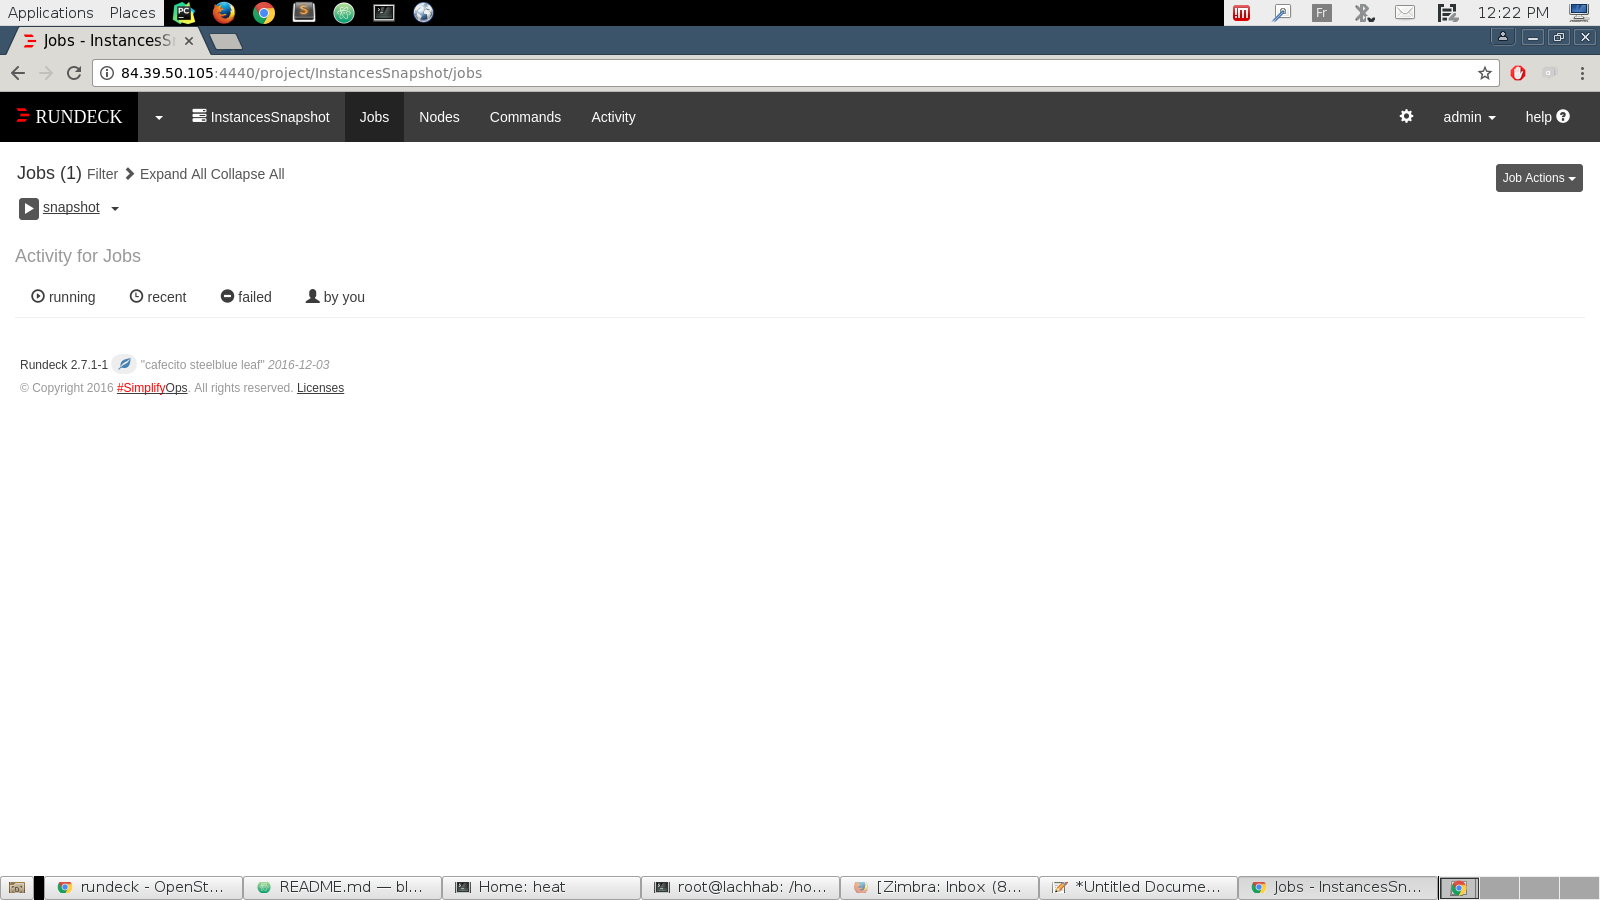 Applications Places Fr 12:22 PM
Jobs - InstancesSn
84.39.50.105:4440/project/InstancesSnapshot/jobs
RUNDECK InstancesSnapshot Jobs Nodes Commands Activity admin help
Jobs (1) Filter Expand All Collapse All Job Actions
snapshot
Activity for Jobs
running recent failed by you
Rundeck 2.7.1-1 "cafecito steelblue leaf" 2016-12-03
© Copyright 2016 #SimplifyOps. All rights reserved. Licenses
rundeck - OpenSt... README.md — bl... Home: heat root@lachhab: /ho... [Zimbra: Inbox (8... *Untitled Docume... Jobs - InstancesSn...